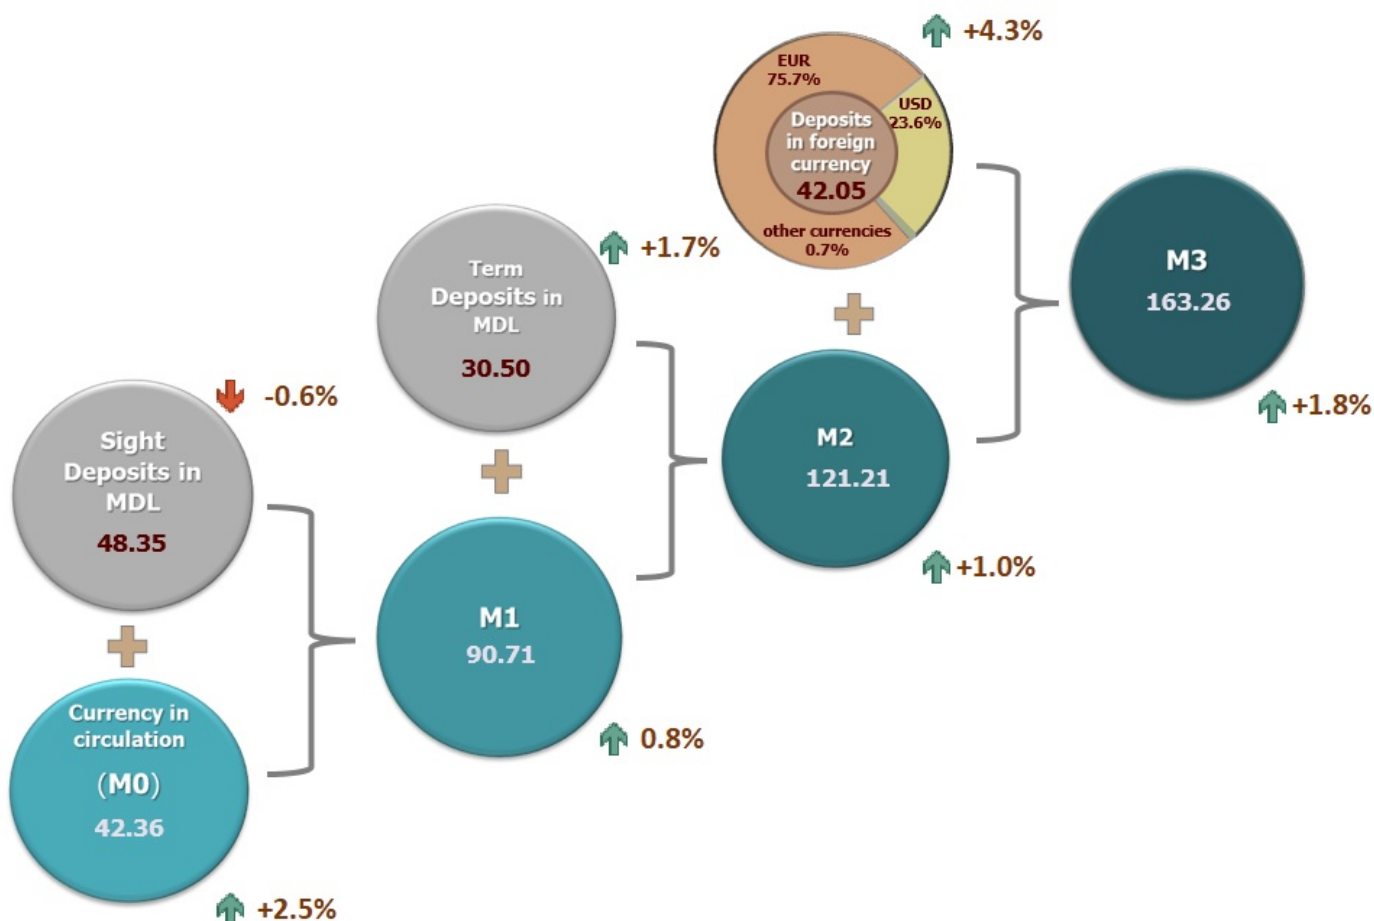 +4.3%
EUR
75.7%
USD
23.6%
Deposits
in foreign
currency
42.05
other currencies
0.7%
M3
163.26
+1.8%
+1.7%
Term
Deposits in
MDL
30.50
M2
121.21
+1.0%
-0.6%
Sight
Deposits in
MDL
48.35
M1
90.71
0.8%
Currency in
circulation
(M0)
42.36
+2.5%